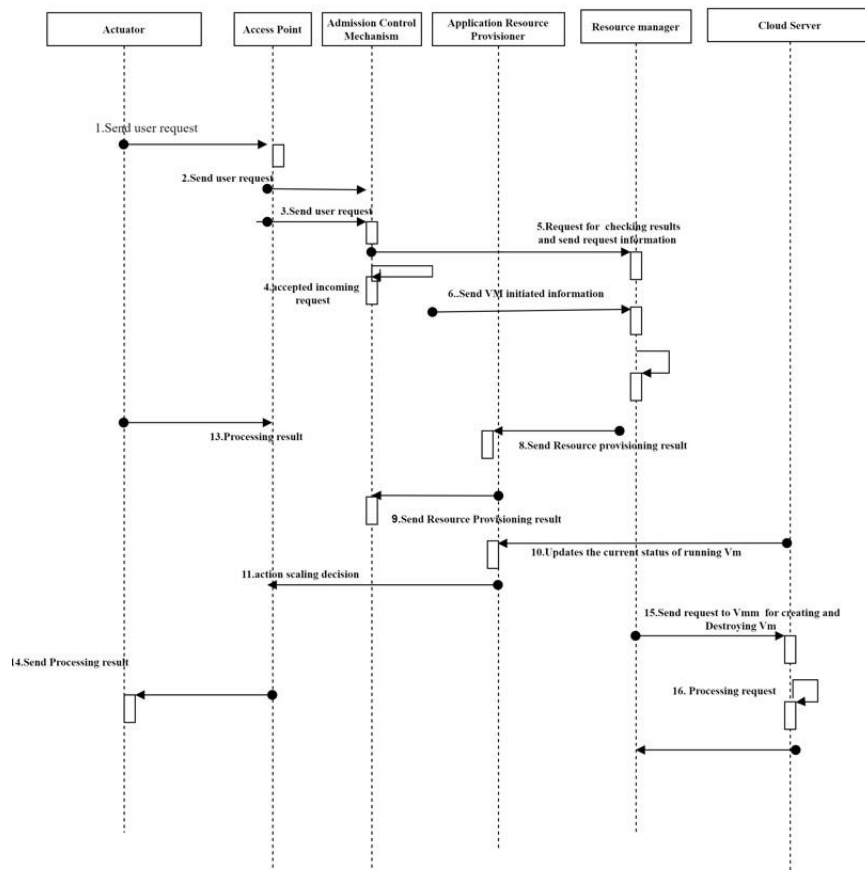 Actuator
Access Point
Admission Control
Mechanism
Application Resource
Provisioner
Resource manager
Cloud Server
1.Send user request
2.Send user request
3.Send user request
5.Request for checking results
and send request information
4.accepted incoming
request
6..Send VM initiated information
13.Processing result
8.Send Resource provisioning result
9.Send Resource Provisioning result
10.Updates the current status of running Vm
11.action scaling decision
15.Send request to Vmm for creating and
Destroying Vm
14.Send Processing result
16. Processing request